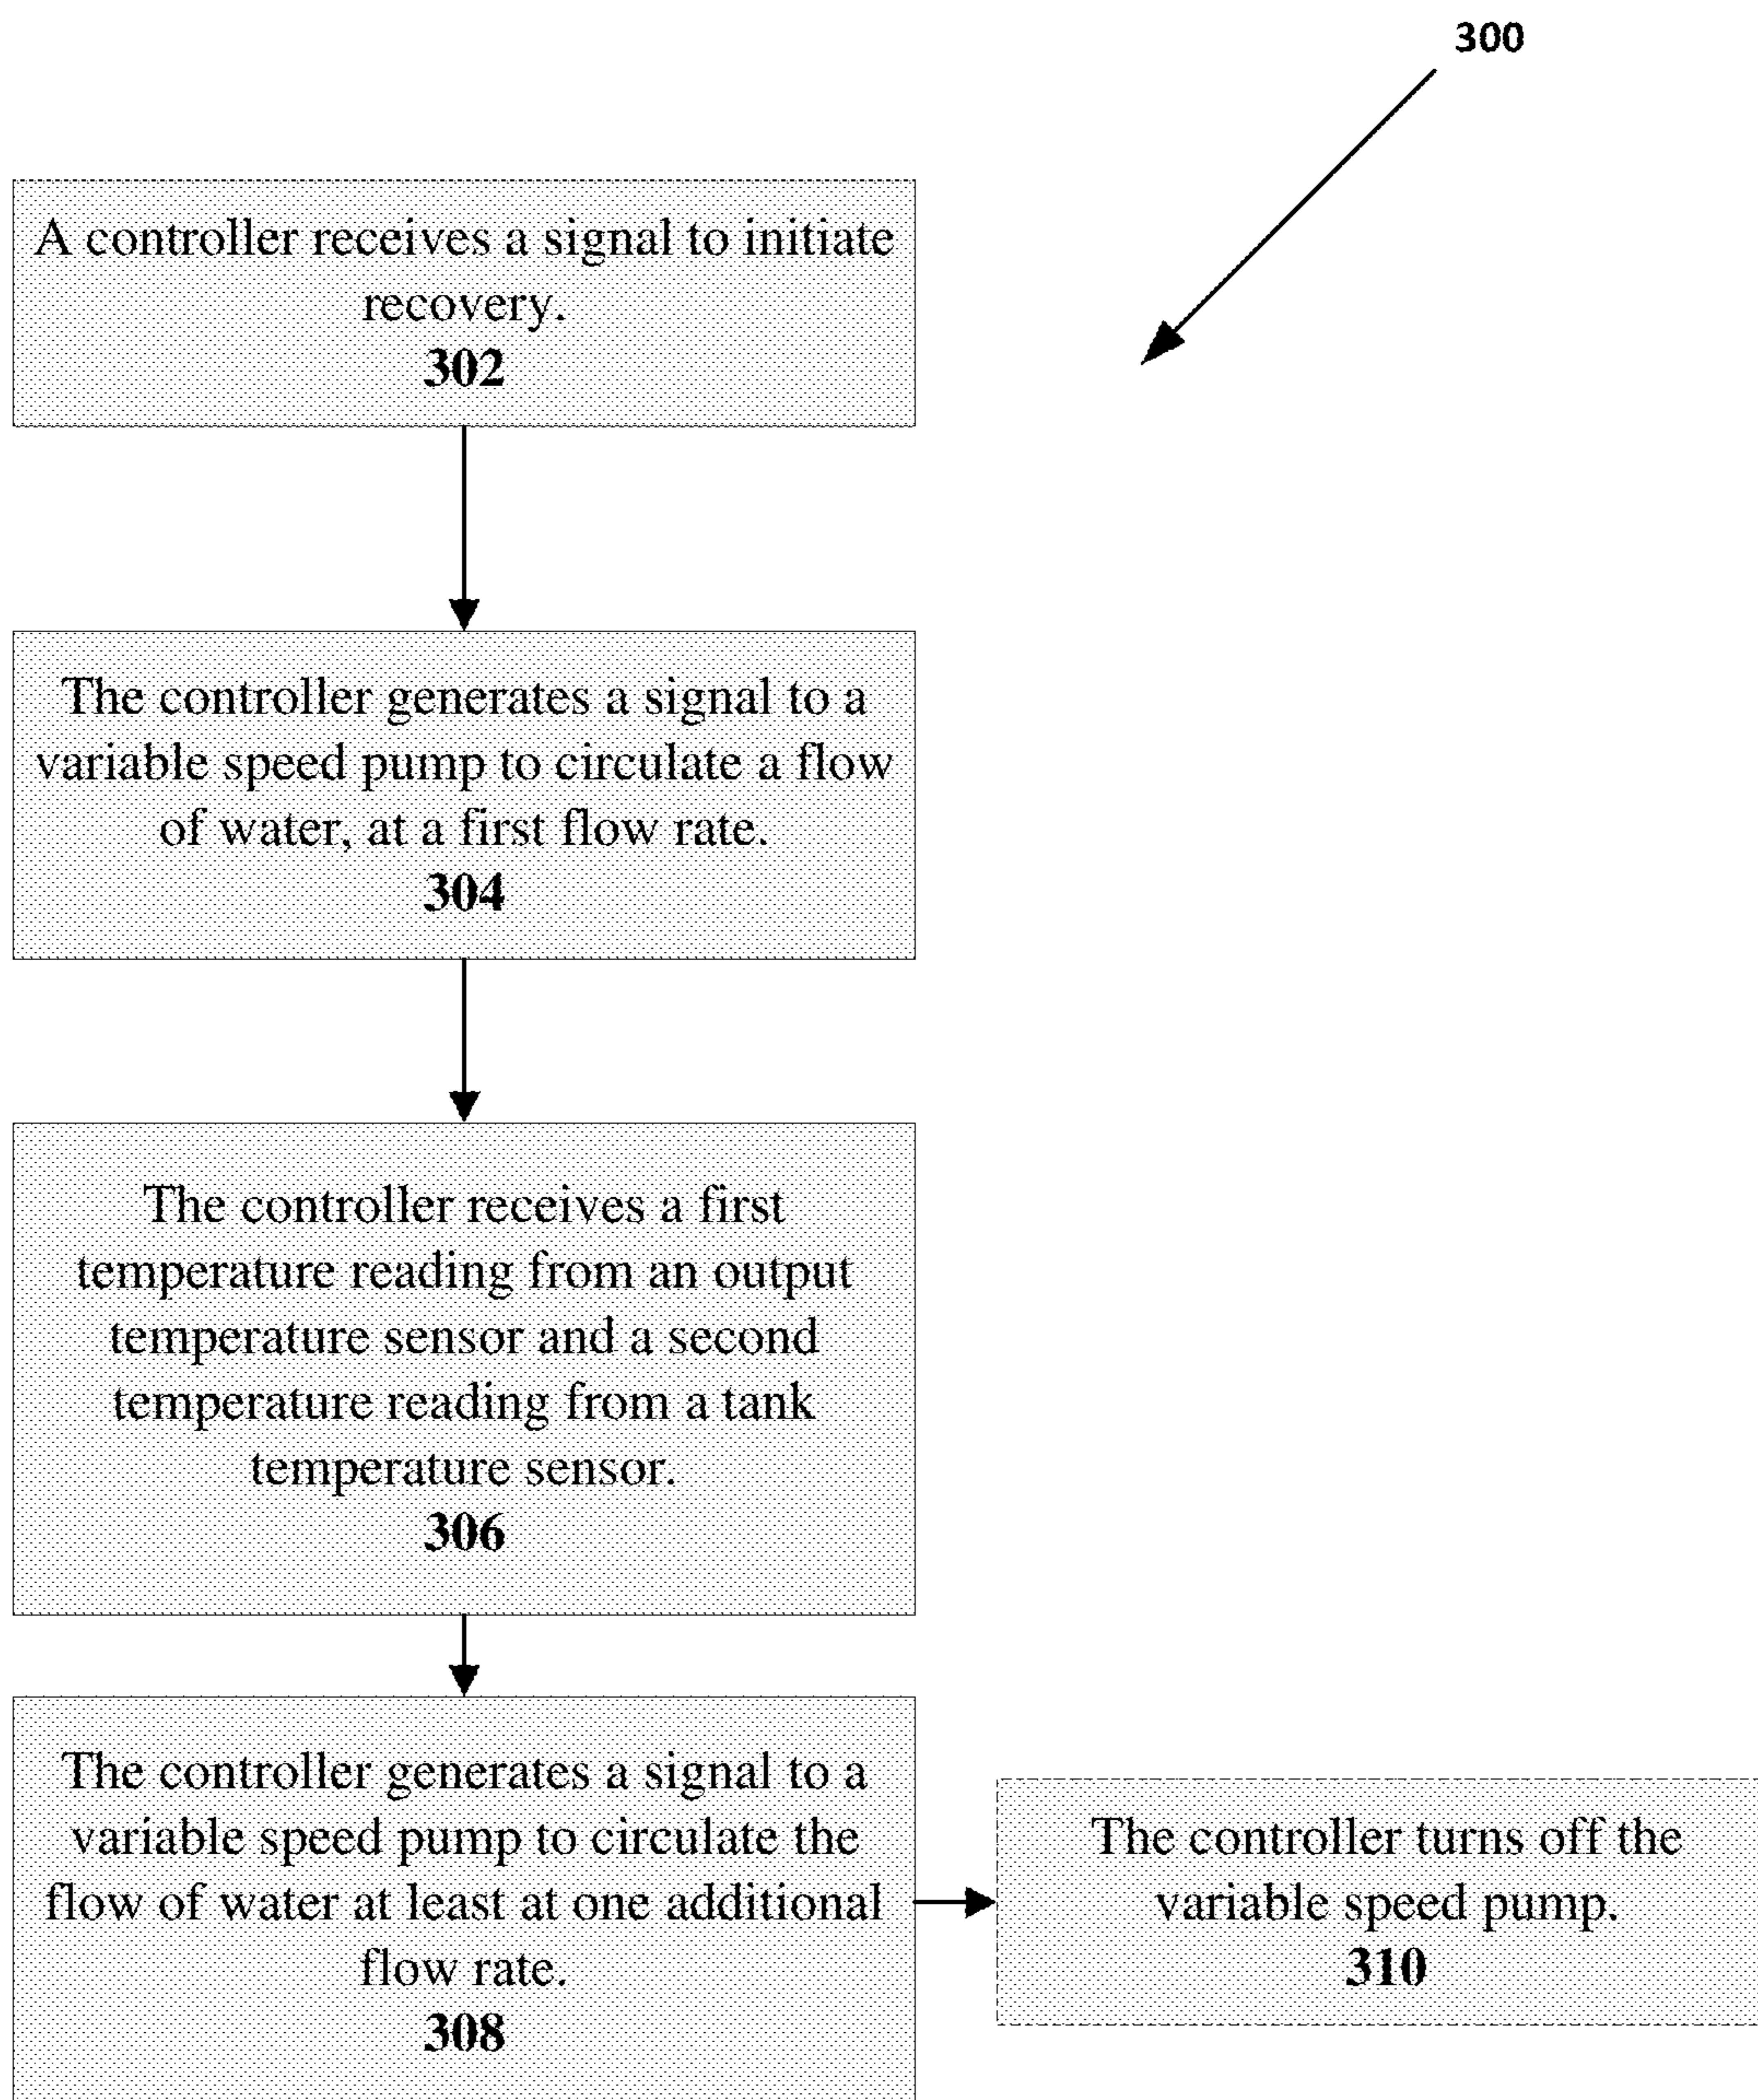 300
A controller receives a signal to initiate
recovery.
302
The controller generates a signal to a
variable speed pump to circulate a flow
of water, at a first flow rate.
304
The controller receives a first
temperature reading from an output
temperature sensor and a second
temperature reading from a tank
temperature sensor.
306
The controller generates a signal to a
variable speed pump to circulate the
flow of water at least at one additional
flow rate.
308
The controller turns off the
variable speed pump.
310